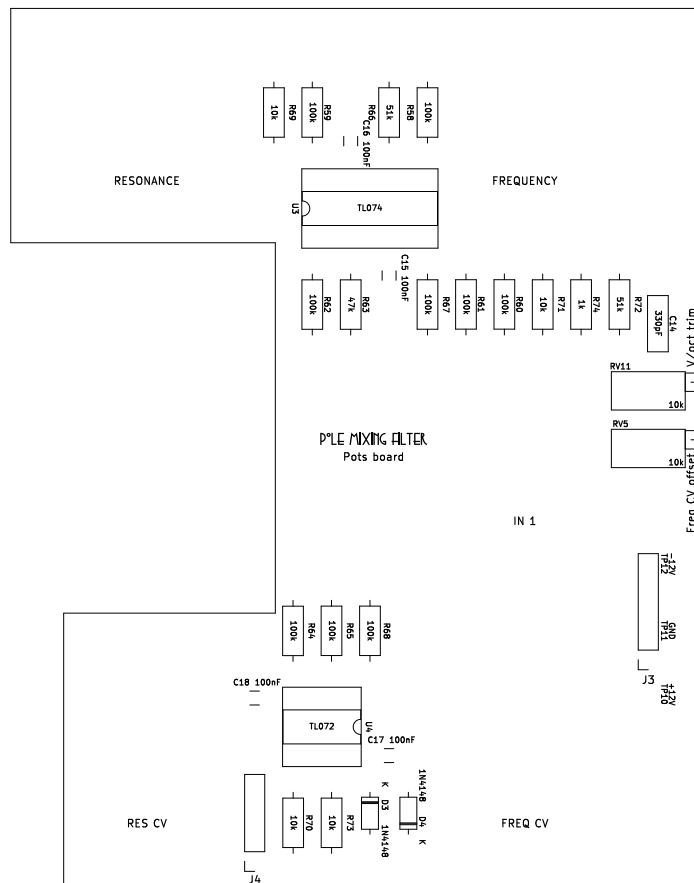 10k R69
100k R59
C16 100nF
R66 51k
R58 100k
RESONANCE
FREQUENCY
U3
TL074
C15 100nF
100k R62
47k R63
100k R67
100k R61
100k R60
10k R71
1k R74
51k R72
330pF C14
V/oct trim
RV11
10k
RV5
10k
Freq CV offset
P°LE MIXING FILTER
Pots board
IN 1
-12V
TP12
GND
TP11
J3
+12V
TP10
100k R64
100k R65
100k R68
C18 100nF
TL072
U4
C17 100nF
K D3 1N4148
1N4148 D4 K
RES CV
10k R70
10k R73
FREQ CV
J4